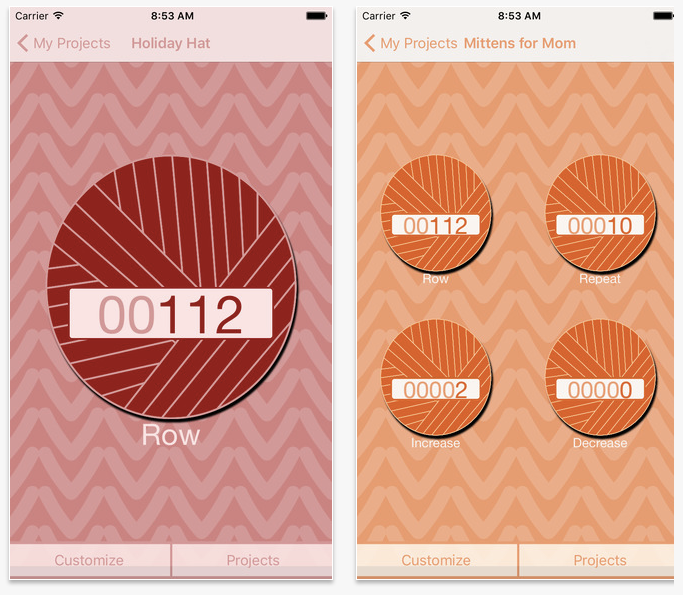 Carrier 8:53 AM
My Projects Holiday Hat
00112
Row
Customize Projects
Carrier 8:53 AM
My Projects Mittens for Mom
00112 00010
Row Repeat
00002 00000
Increase Decrease
Customize Projects